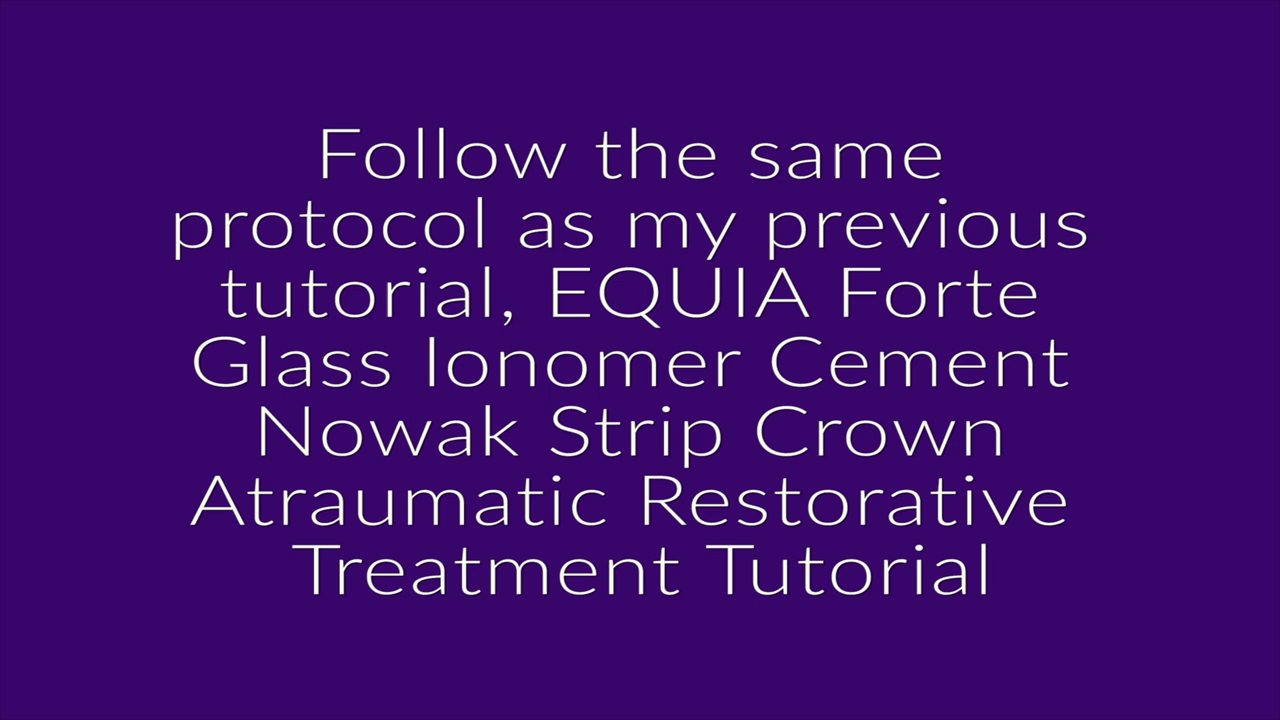 Follow the same
protocol as my previous
tutorial, EQUIA Forte
Glass Ionomer Cement
Nowak Strip Crown
Atraumatic Restorative
Treatment Tutorial